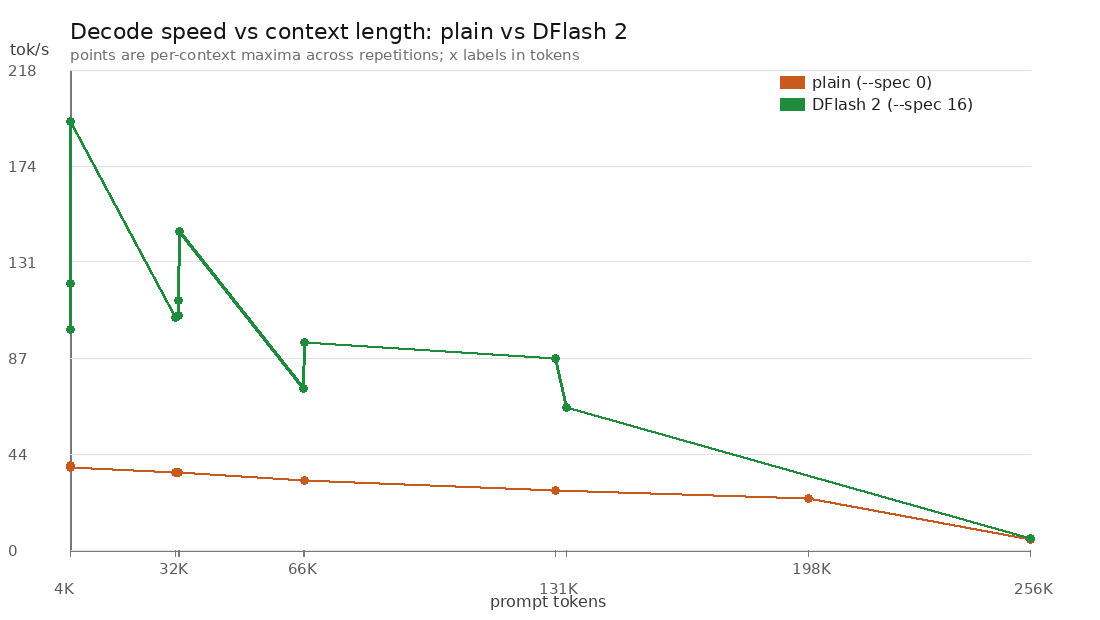 Decode speed vs context length: plain vs DFlash 2
tok/s
points are per-context maxima across repetitions; x labels in tokens
218
plain (--spec 0)
DFlash 2 (--spec 16)
174
131
87
44
0
32K
66K
198K
4K
131K
256K
prompt tokens